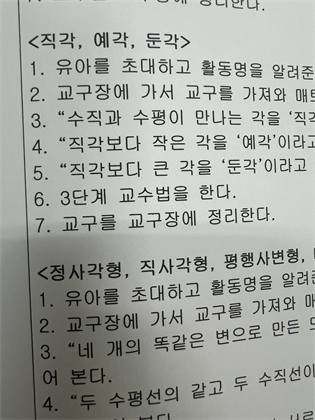 정리한다.
<직각, 예각, 둔각>
1. 유아를 초대하고 활동명을 알려준
2. 교구장에 가서 교구를 가져와 매트
3. “수직과 수평이 만나는 각을 ‘직각
4. “직각보다 작은 각을 ‘예각’이라고
5. “직각보다 큰 각을 ‘둔각’이라고
6. 3단계 교수법을 한다.
7. 교구를 교구장에 정리한다.
<정사각형, 직사각형, 평행사변형,
1. 유아를 초대하고 활동명을 알려준
2. 교구장에 가서 교구를 가져와 매
3. “네 개의 똑같은 변으로 만든 도
어 본다.
4. “두 수평선의 같고 두 수직선이